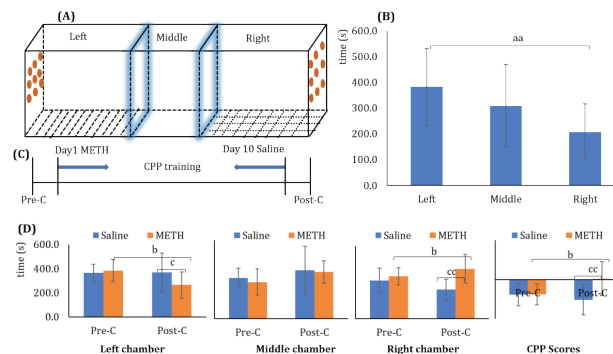 (A)
Left Middle Right
(C)
Day1 METH Day 10 Saline
CPP training
Pre-C Post-C
(B)
time (s)
600.0
500.0
400.0
300.0
200.0
100.0
0.0
aa
Left Middle Right
(D)
time (s)
600.0
400.0
200.0
0.0
Saline METH
b
c
Pre-C Post-C
Left chamber
Saline METH
Pre-C Post-C
Middle chamber
Saline METH
b
cc
Pre-C Post-C
Right chamber
Saline METH
b
cc
Pre-C Post-C
CPP Scores